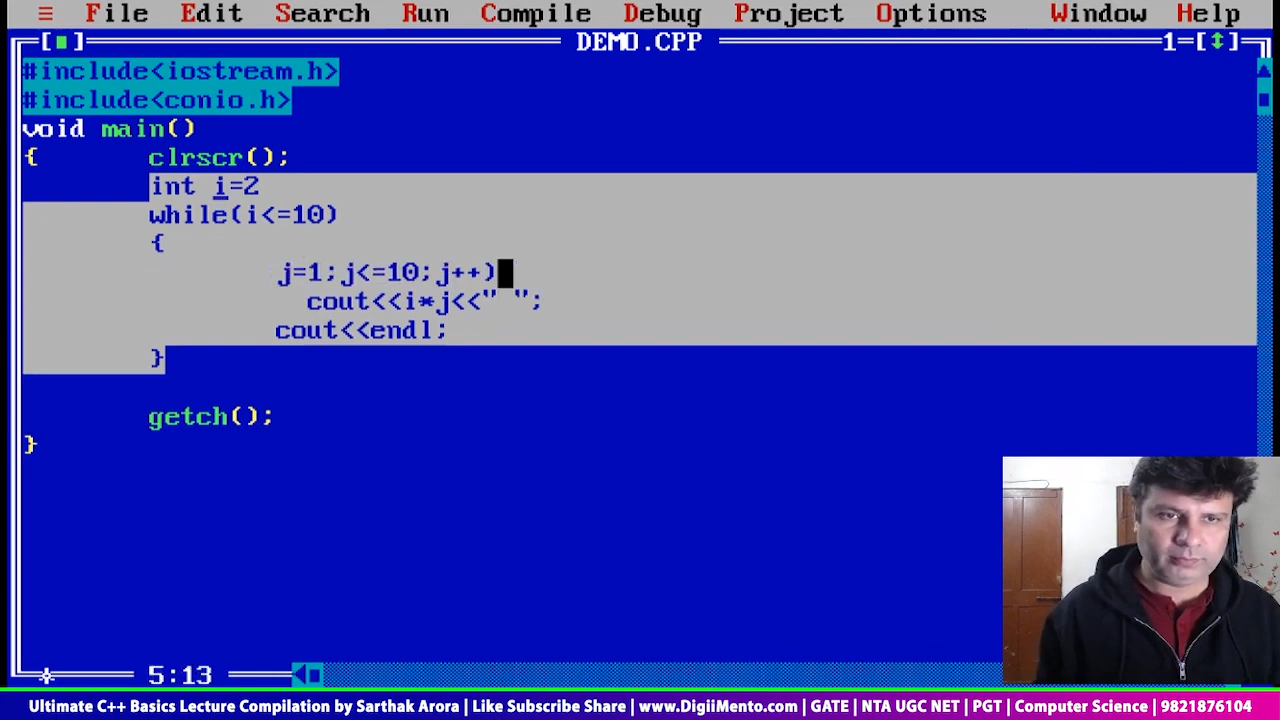 ≡ File Edit Search Run Compile Debug Project Options Window Help
[■] DEMO.CPP 1=[↕]
#include<iostream.h>
#include<conio.h>
void main()
{ clrscr();
int i=2
while(i<=10)
{
j=1;j<=10;j++)
cout<<i*j<<" ";
cout<<endl;
}
getch();
}
5:13
Ultimate C++ Basics Lecture Compilation by Sarthak Arora | Like Subscribe Share | www.DigiiMento.com | GATE | NTA UGC NET | PGT | Computer Science | 9821876104